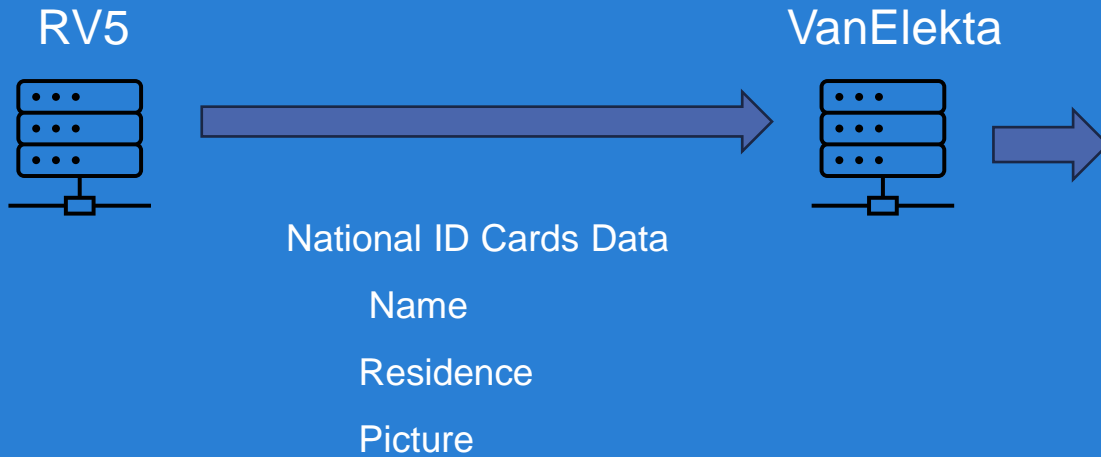 RV5
VanElekta
National ID Cards Data
Name
Residence
Picture